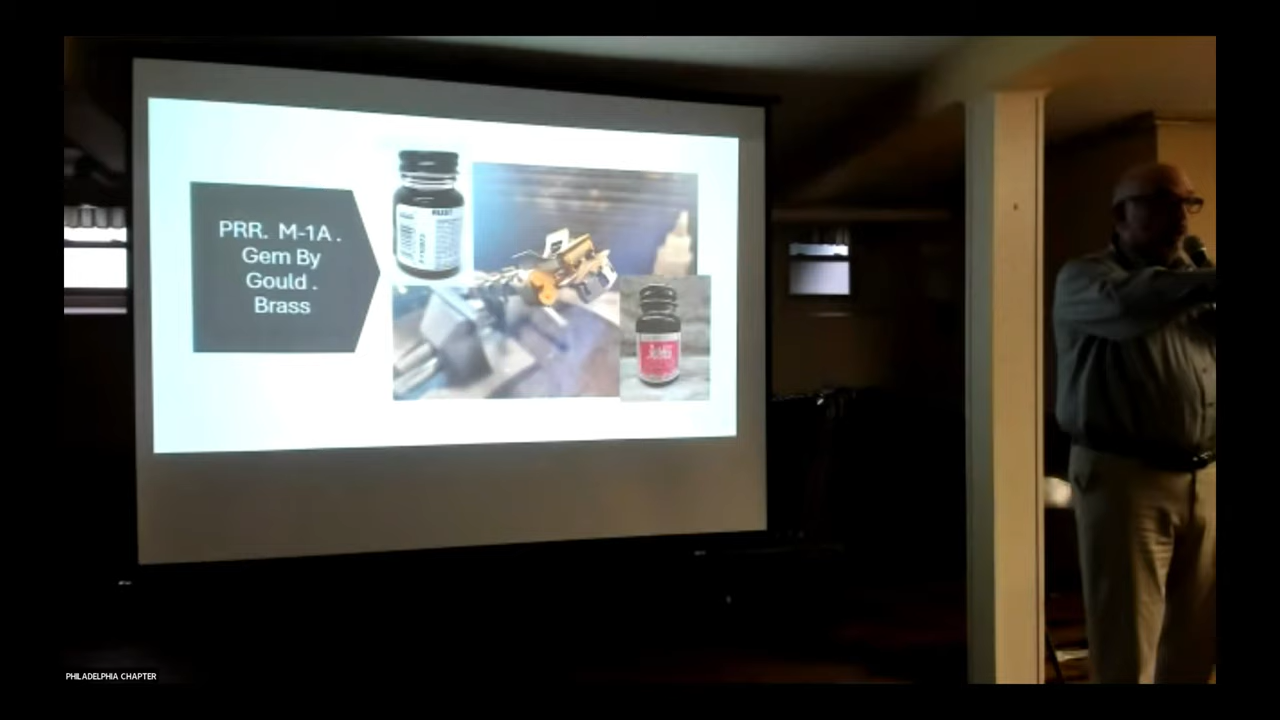 PRR. M-1A .
Gem By
Gould .
Brass
PHILADELPHIA CHAPTER